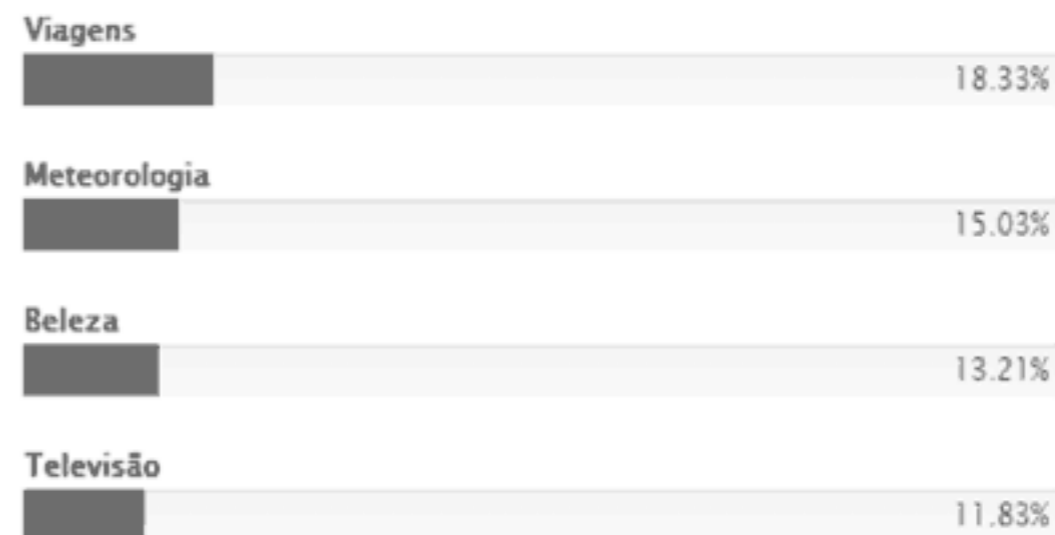 Viagens
18.33%
Meteorologia
15.03%
Beleza
13.21%
Televisão
11.83%